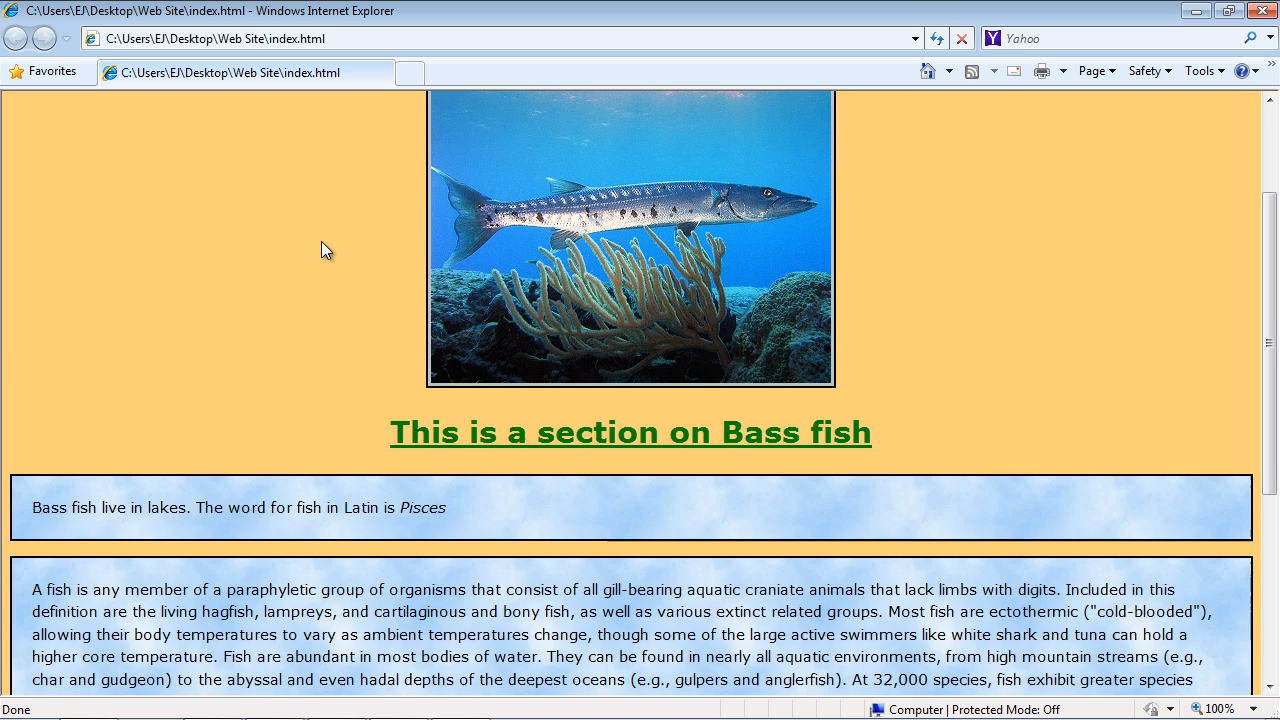 C:\Users\EJ\Desktop\Web Site\index.html - Windows Internet Explorer
C:\Users\EJ\Desktop\Web Site\index.html
Yahoo
Favorites
C:\Users\EJ\Desktop\Web Site\index.html
Page
Safety
Tools
This is a section on Bass fish
Bass fish live in lakes. The word for fish in Latin is Pisces
A fish is any member of a paraphyletic group of organisms that consist of all gill-bearing aquatic craniate animals that lack limbs with digits. Included in this
definition are the living hagfish, lampreys, and cartilaginous and bony fish, as well as various extinct related groups. Most fish are ectothermic ("cold-blooded"),
allowing their body temperatures to vary as ambient temperatures change, though some of the large active swimmers like white shark and tuna can hold a
higher core temperature. Fish are abundant in most bodies of water. They can be found in nearly all aquatic environments, from high mountain streams (e.g.,
char and gudgeon) to the abyssal and even hadal depths of the deepest oceans (e.g., gulpers and anglerfish). At 32,000 species, fish exhibit greater species
Done
Computer | Protected Mode: Off
100%